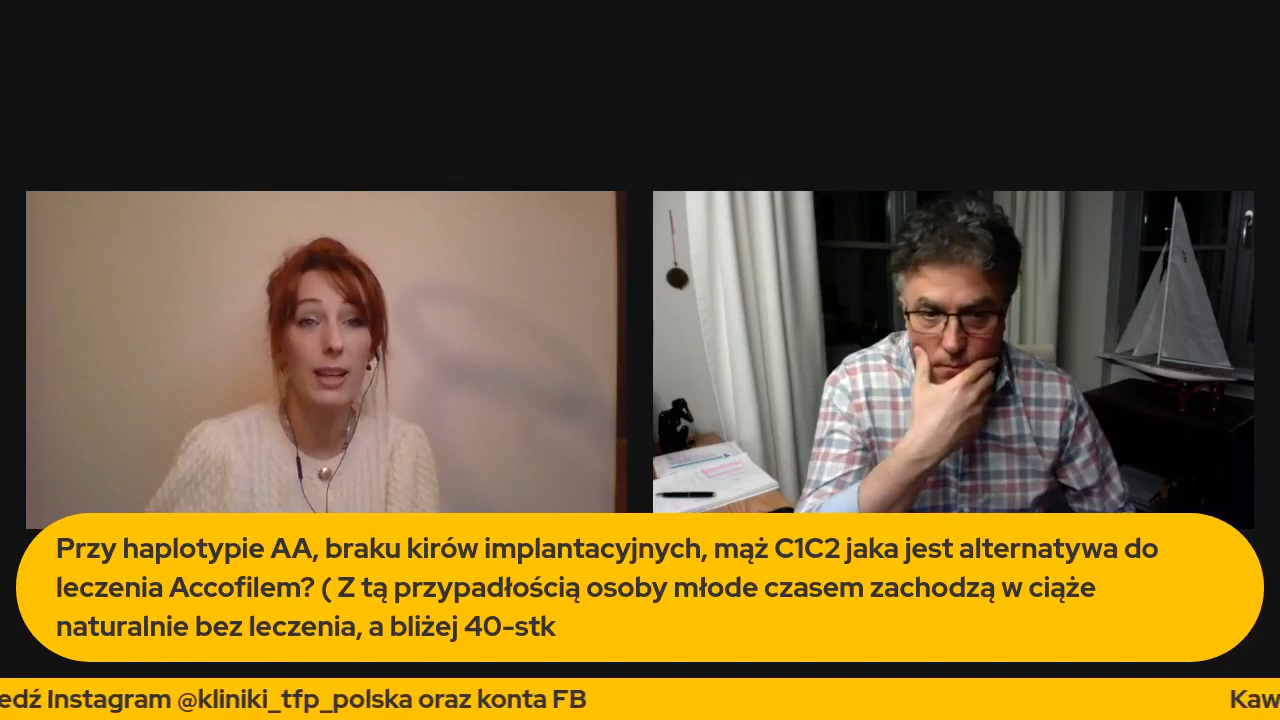 Przy haplotypie AA, braku kirów implantacyjnych, mąż C1C2 jaka jest alternatywa do
leczenia Accofilem? ( Z tą przypadłością osoby młode czasem zachodzą w ciąże
naturalnie bez leczenia, a bliżej 40-stk
edź Instagram @kliniki_tfp_polska oraz konta FB
Kaw